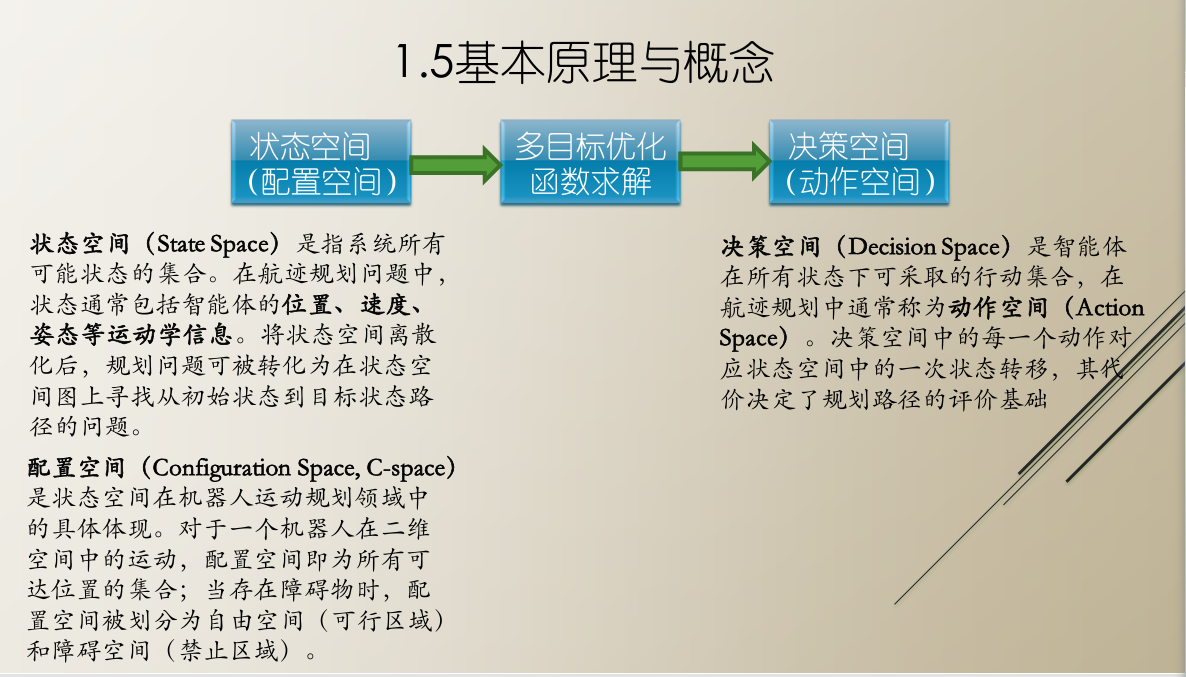 1.5基本原理与概念
状态空间
（配置空间）
多目标优化
函数求解
决策空间
（动作空间）
状态空间（State Space）是指系统所有
可能状态的集合。在航迹规划问题中，
状态通常包括智能体的位置、速度、
姿态等运动学信息。将状态空间离散
化后，规划问题可被转化为在状态空
间图上寻找从初始状态到目标状态路
径的问题。
配置空间（Configuration Space, C-space）
是状态空间在机器人运动规划领域中
的具体体现。对于一个机器人在二维
空间中的运动，配置空间即为所有可
达位置的集合；当存在障碍物时，配
置空间被划分为自由空间（可行区域）
和障碍空间（禁止区域）。
决策空间（Decision Space）是智能体
在所有状态下可采取的行动集合，在
航迹规划中通常称为动作空间（Action
Space）。决策空间中的每一个动作对
应状态空间中的一次状态转移，其代
价决定了规划路径的评价基础